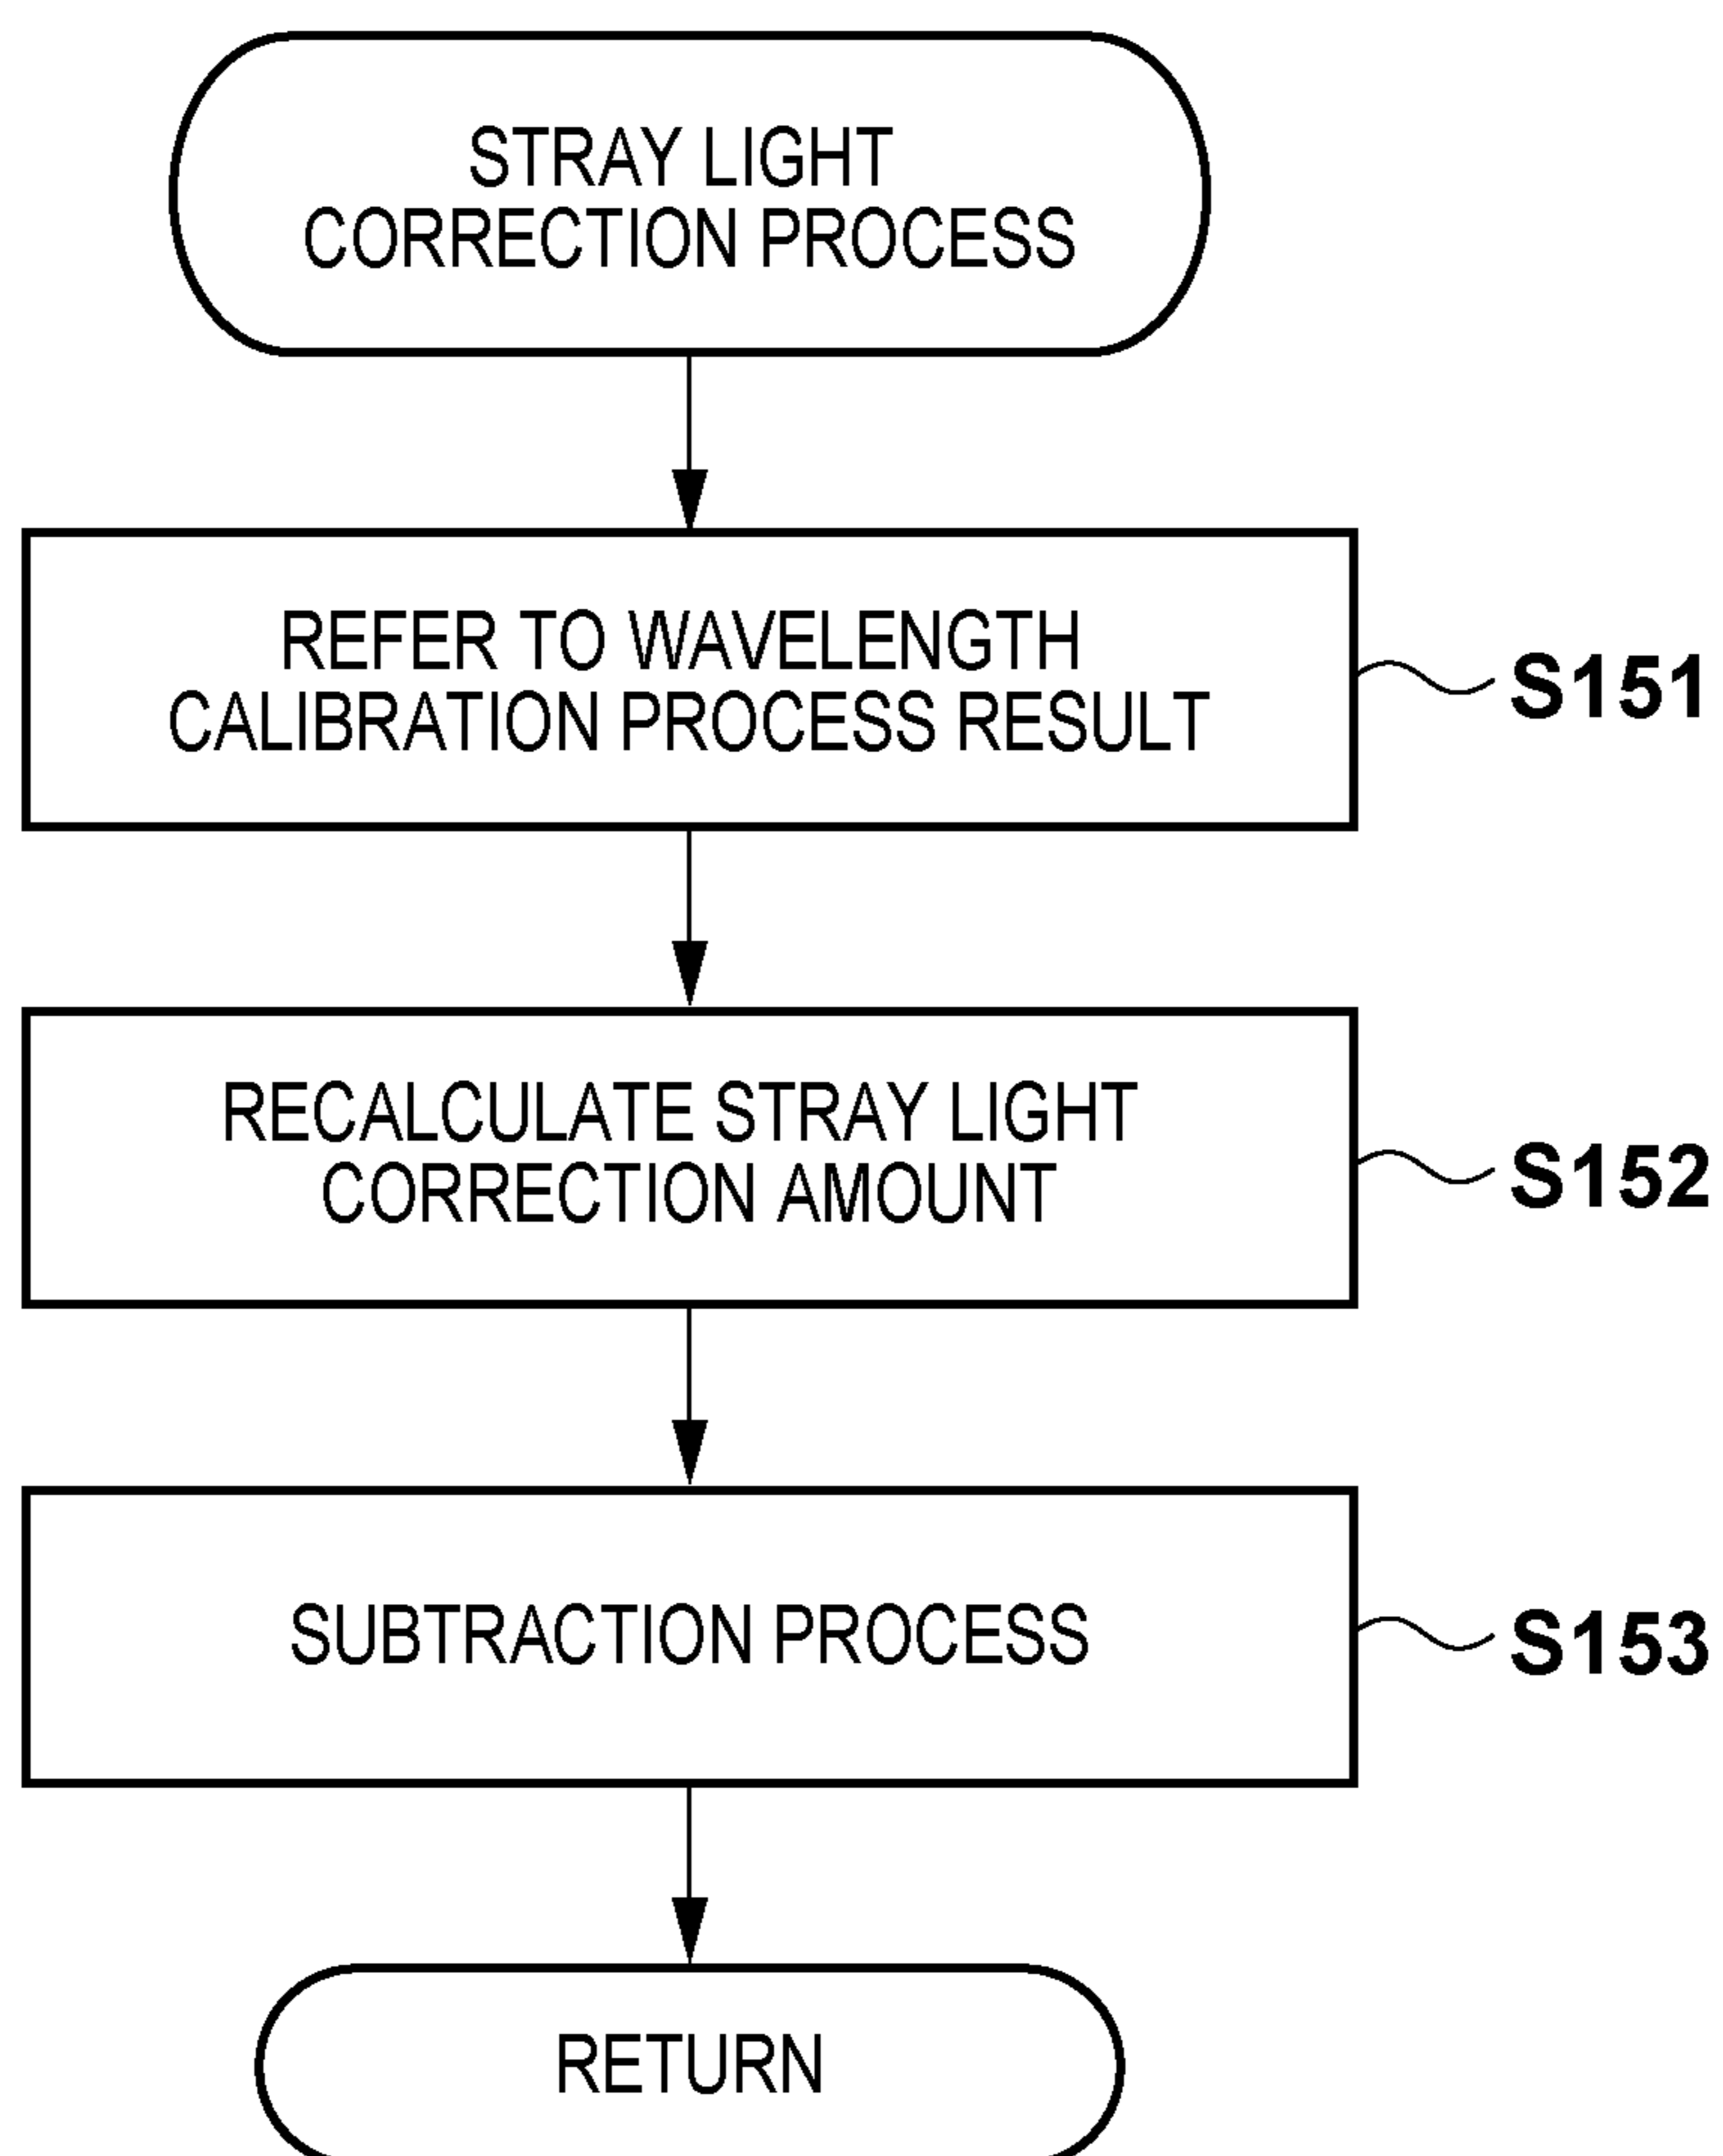 STRAY LIGHT
CORRECTION PROCESS
REFER TO WAVELENGTH
CALIBRATION PROCESS RESULT
S151
RECALCULATE STRAY LIGHT
CORRECTION AMOUNT
S152
SUBTRACTION PROCESS
S153
RETURN